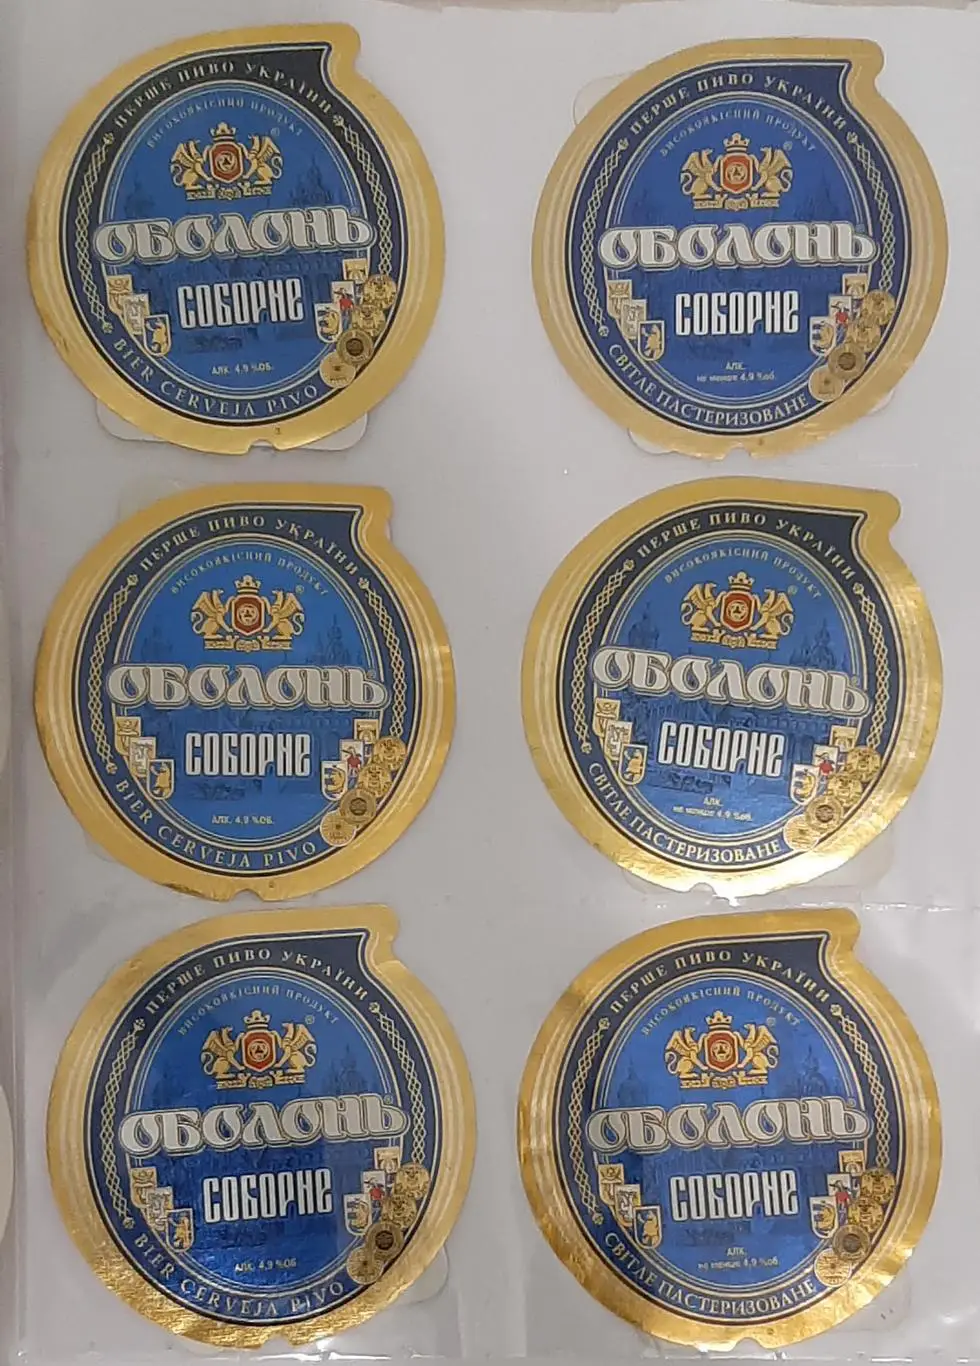 ПЕРШЕ ПИВО УКРАЇНИ
ВИСОКОЯКІСНИЙ ПРОДУКТ
®
ОБОЛОНЬ
СОБОРНЕ
АЛК. 4,9 %ОБ.
BIER CERVEJA PIVO
ПЕРШЕ ПИВО УКРАЇНИ
ВИСОКОЯКІСНИЙ ПРОДУКТ
®
ОБОЛОНЬ
СОБОРНЕ
АЛК.
не менше 4,9 %об.
СВІТЛЕ ПАСТЕРИЗОВАНЕ
ПЕРШЕ ПИВО УКРАЇНИ
ВИСОКОЯКІСНИЙ ПРОДУКТ
®
ОБОЛОНЬ
СОБОРНЕ
АЛК. 4,9 %ОБ.
BIER CERVEJA PIVO
ПЕРШЕ ПИВО УКРАЇНИ
ВИСОКОЯКІСНИЙ ПРОДУКТ
®
ОБОЛОНЬ
СОБОРНЕ
АЛК.
не менше 4,9 %об.
СВІТЛЕ ПАСТЕРИЗОВАНЕ
ПЕРШЕ ПИВО УКРАЇНИ
ВИСОКОЯКІСНИЙ ПРОДУКТ
®
ОБОЛОНЬ
СОБОРНЕ
АЛК. 4,9 %ОБ
BIER CERVEJA PIVO
ПЕРШЕ ПИВО УКРАЇНИ
ВИСОКОЯКІСНИЙ ПРОДУКТ
®
ОБОЛОНЬ
СОБОРНЕ
АЛК.
не менше 4,9 %об.
СВІТЛЕ ПАСТЕРИЗОВАНЕ